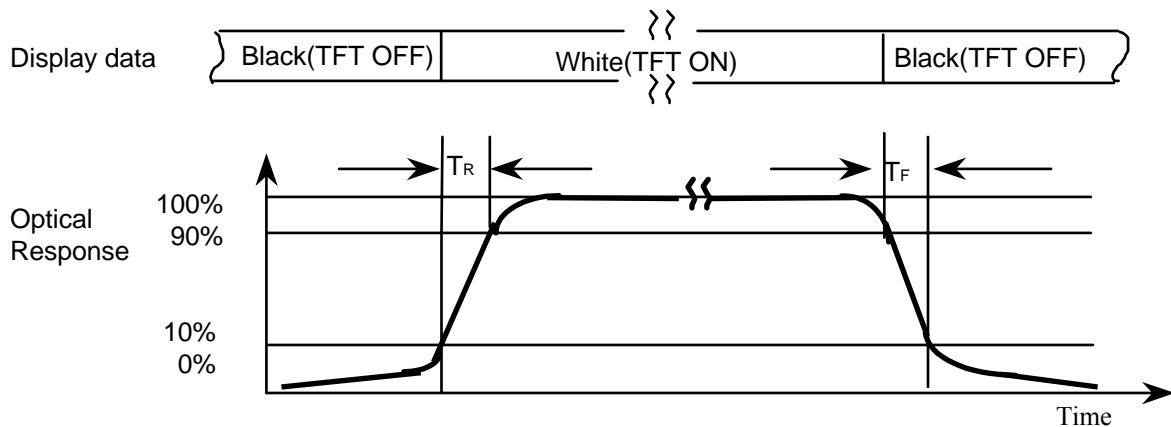 Display data
Black(TFT OFF)
White(TFT ON)
Black(TFT OFF)
TR
TF
Optical
Response
100%
90%
10%
0%
Time